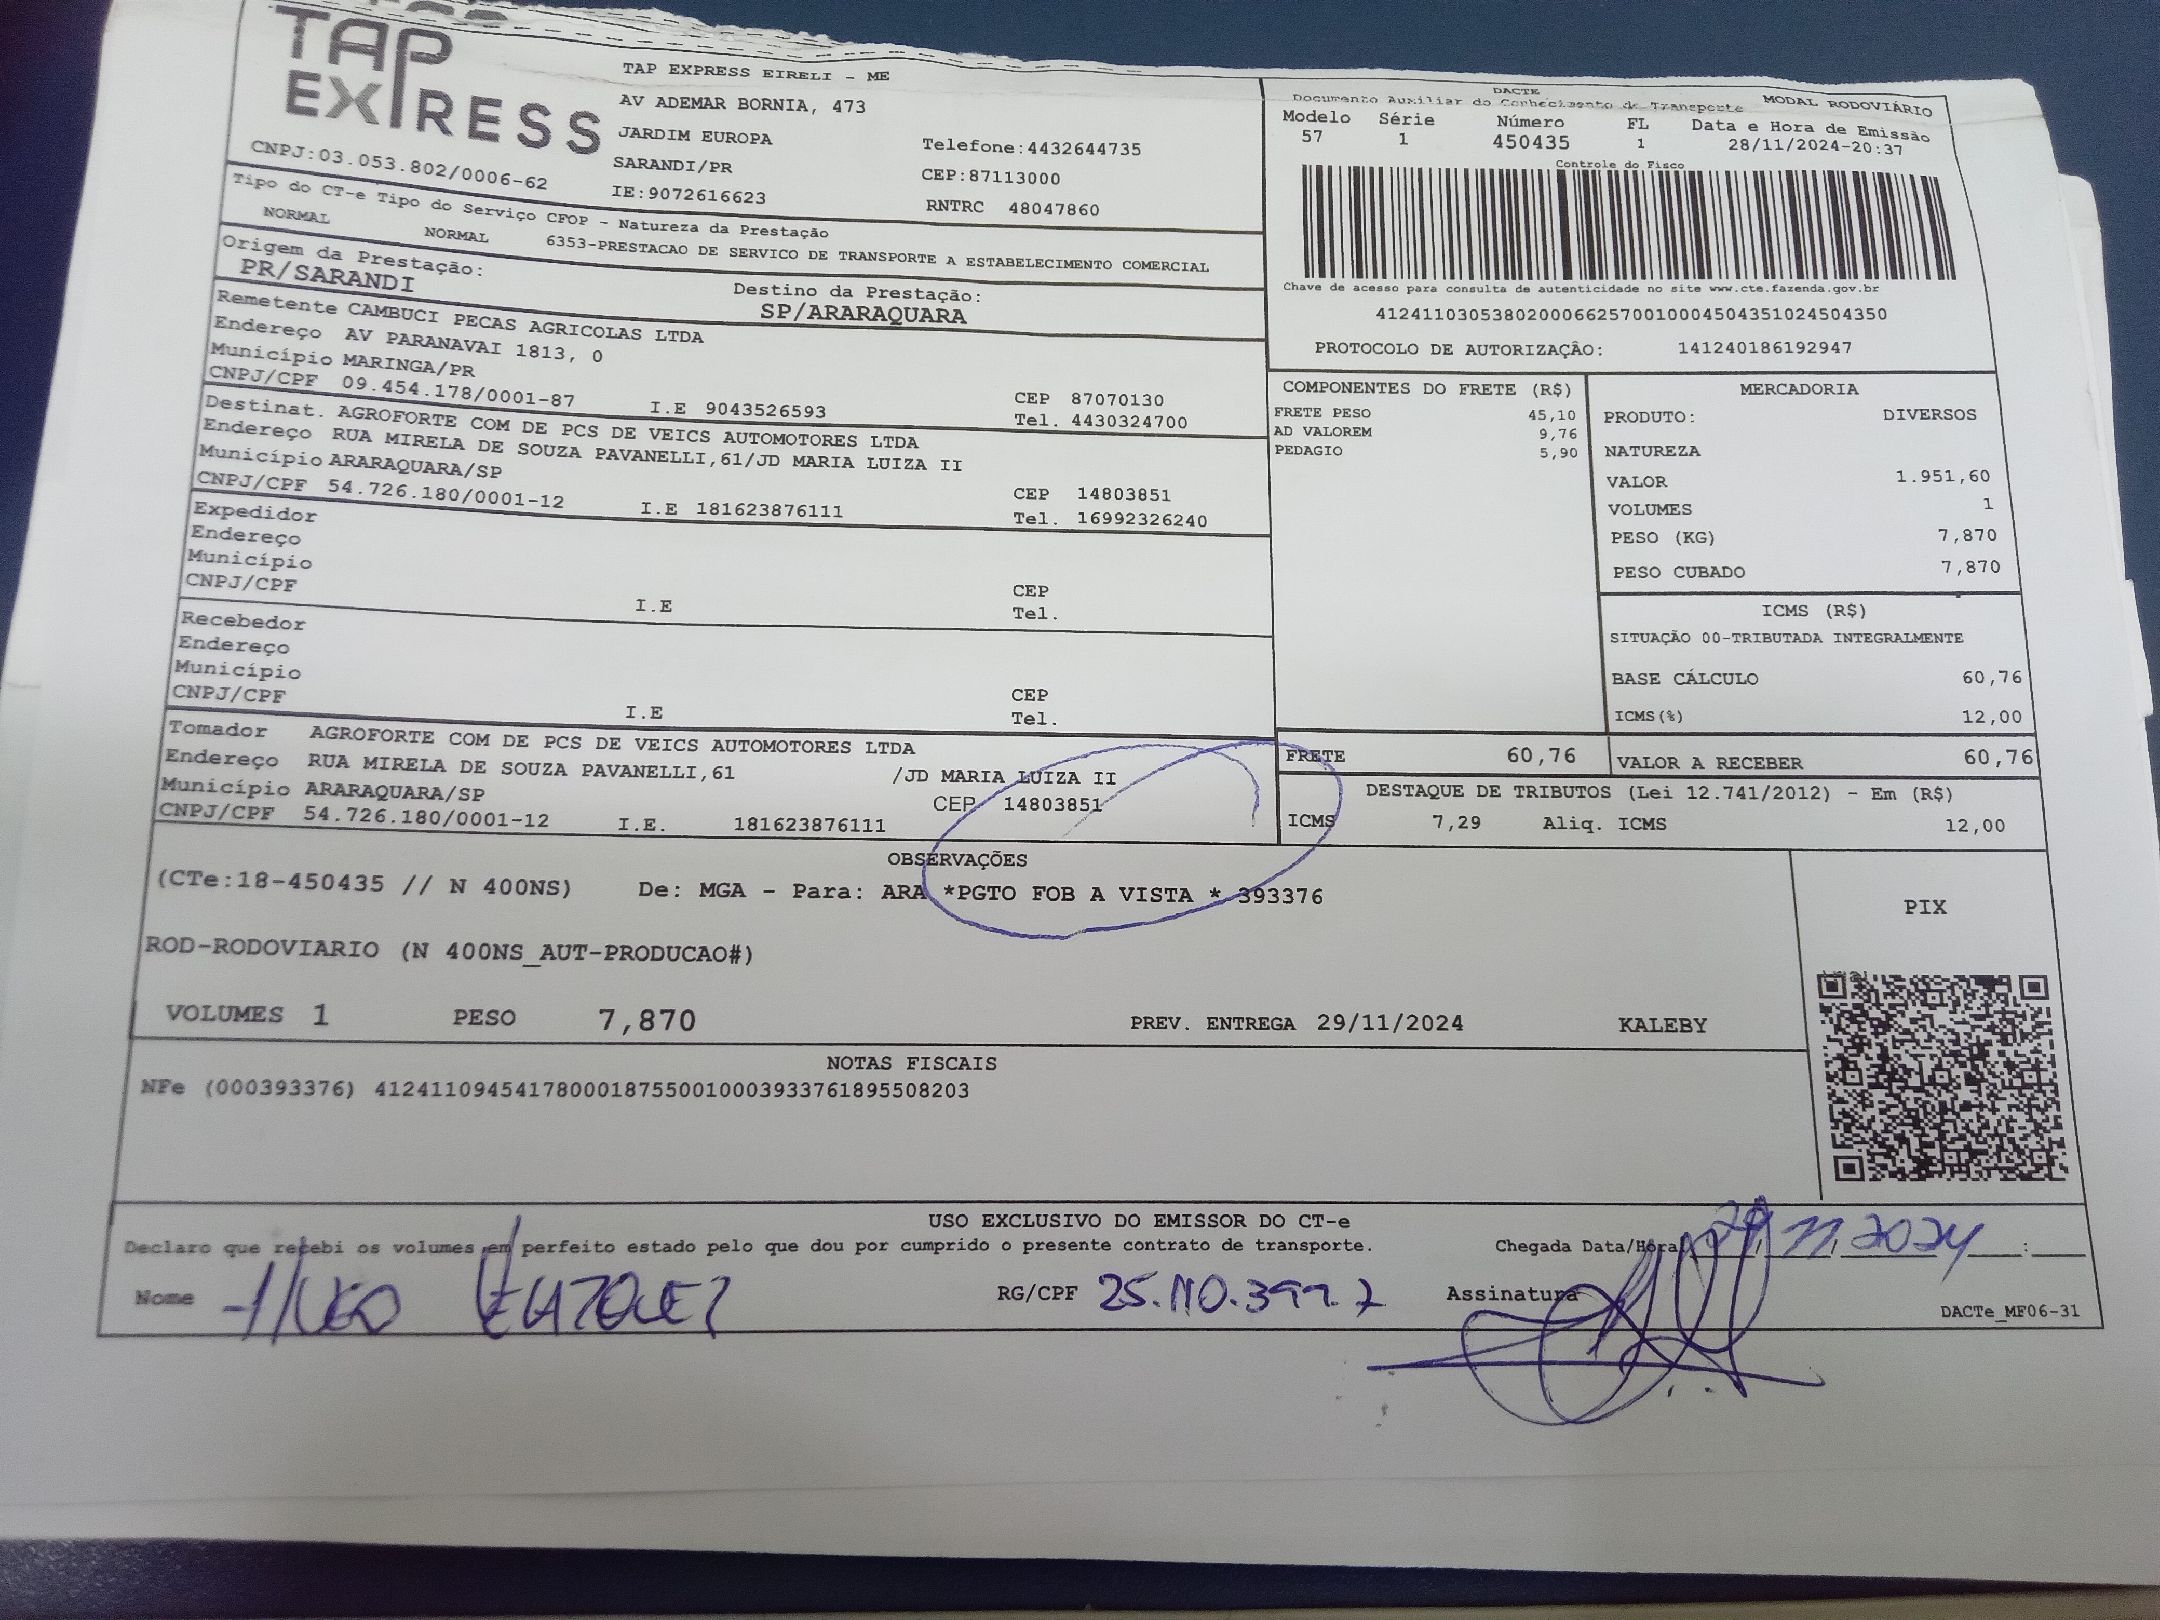 TAP
EXPRESS
CNPJ:03.053.802/0006-62
TAP EXPRESS EIRELI - ME
AV ADEMAR BORNIA, 473
JARDIM EUROPA
SARANDI/PR
IE:9072616623
Telefone:4432644735
CEP:87113000
RNTRC 48047860
DACTE
Documento Auxiliar do Conhecimento de Transporte MODAL RODOVIÁRIO
Modelo Série Número FL Data e Hora de Emissão
57 1 450435 1 28/11/2024-20:37
Controle do Fisco
Chave de acesso para consulta de autenticidade no site www.cte.fazenda.gov.br
41241103053802000662570010004504351024504350
PROTOCOLO DE AUTORIZAÇÃO: 141240186192947
Tipo do CT-e Tipo do Serviço CFOP - Natureza da Prestação
NORMAL NORMAL 6353-PRESTACAO DE SERVICO DE TRANSPORTE A ESTABELECIMENTO COMERCIAL
Origem da Prestação: Destino da Prestação:
PR/SARANDI SP/ARARAQUARA
Remetente CAMBUCI PECAS AGRICOLAS LTDA
Endereço AV PARANAVAI 1813, 0
Município MARINGA/PR CEP 87070130
CNPJ/CPF 09.454.178/0001-87 I.E 9043526593 Tel. 4430324700
Destinat. AGROFORTE COM DE PCS DE VEICS AUTOMOTORES LTDA
Endereço RUA MIRELA DE SOUZA PAVANELLI,61/JD MARIA LUIZA II
Município ARARAQUARA/SP CEP 14803851
CNPJ/CPF 54.726.180/0001-12 I.E 181623876111 Tel. 16992326240
Expedidor
Endereço
Município CEP
CNPJ/CPF I.E Tel.
Recebedor
Endereço
Município CEP
CNPJ/CPF I.E Tel.
Tomador AGROFORTE COM DE PCS DE VEICS AUTOMOTORES LTDA
Endereço RUA MIRELA DE SOUZA PAVANELLI,61 /JD MARIA LUIZA II
Município ARARAQUARA/SP CEP 14803851
CNPJ/CPF 54.726.180/0001-12 I.E. 181623876111
COMPONENTES DO FRETE (R$)
FRETE PESO 45,10
AD VALOREM 9,76
PEDAGIO 5,90
MERCADORIA
PRODUTO: DIVERSOS
NATUREZA
VALOR 1.951,60
VOLUMES 1
PESO (KG) 7,870
PESO CUBADO 7,870
ICMS (R$)
SITUAÇÃO 00-TRIBUTADA INTEGRALMENTE
BASE CÁLCULO 60,76
ICMS(%) 12,00
FRETE 60,76 VALOR A RECEBER 60,76
DESTAQUE DE TRIBUTOS (Lei 12.741/2012) - Em (R$)
ICMS 7,29 Aliq. ICMS 12,00
OBSERVAÇÕES
(CTe:18-450435 // N 400NS) De: MGA - Para: ARA *PGTO FOB A VISTA * 393376
ROD-RODOVIARIO (N 400NS_AUT-PRODUCAO#)
VOLUMES 1 PESO 7,870 PREV. ENTREGA 29/11/2024 KALEBY
PIX
NOTAS FISCAIS
NFe (000393376) 41241109454178000187550010003933761895508203
USO EXCLUSIVO DO EMISSOR DO CT-e
Declaro que recebi os volumes em perfeito estado pelo que dou por cumprido o presente contrato de transporte. Chegada Data/Hora 29/11/2024 :
Nome RG/CPF Assinatura
DACTe_MF06-31